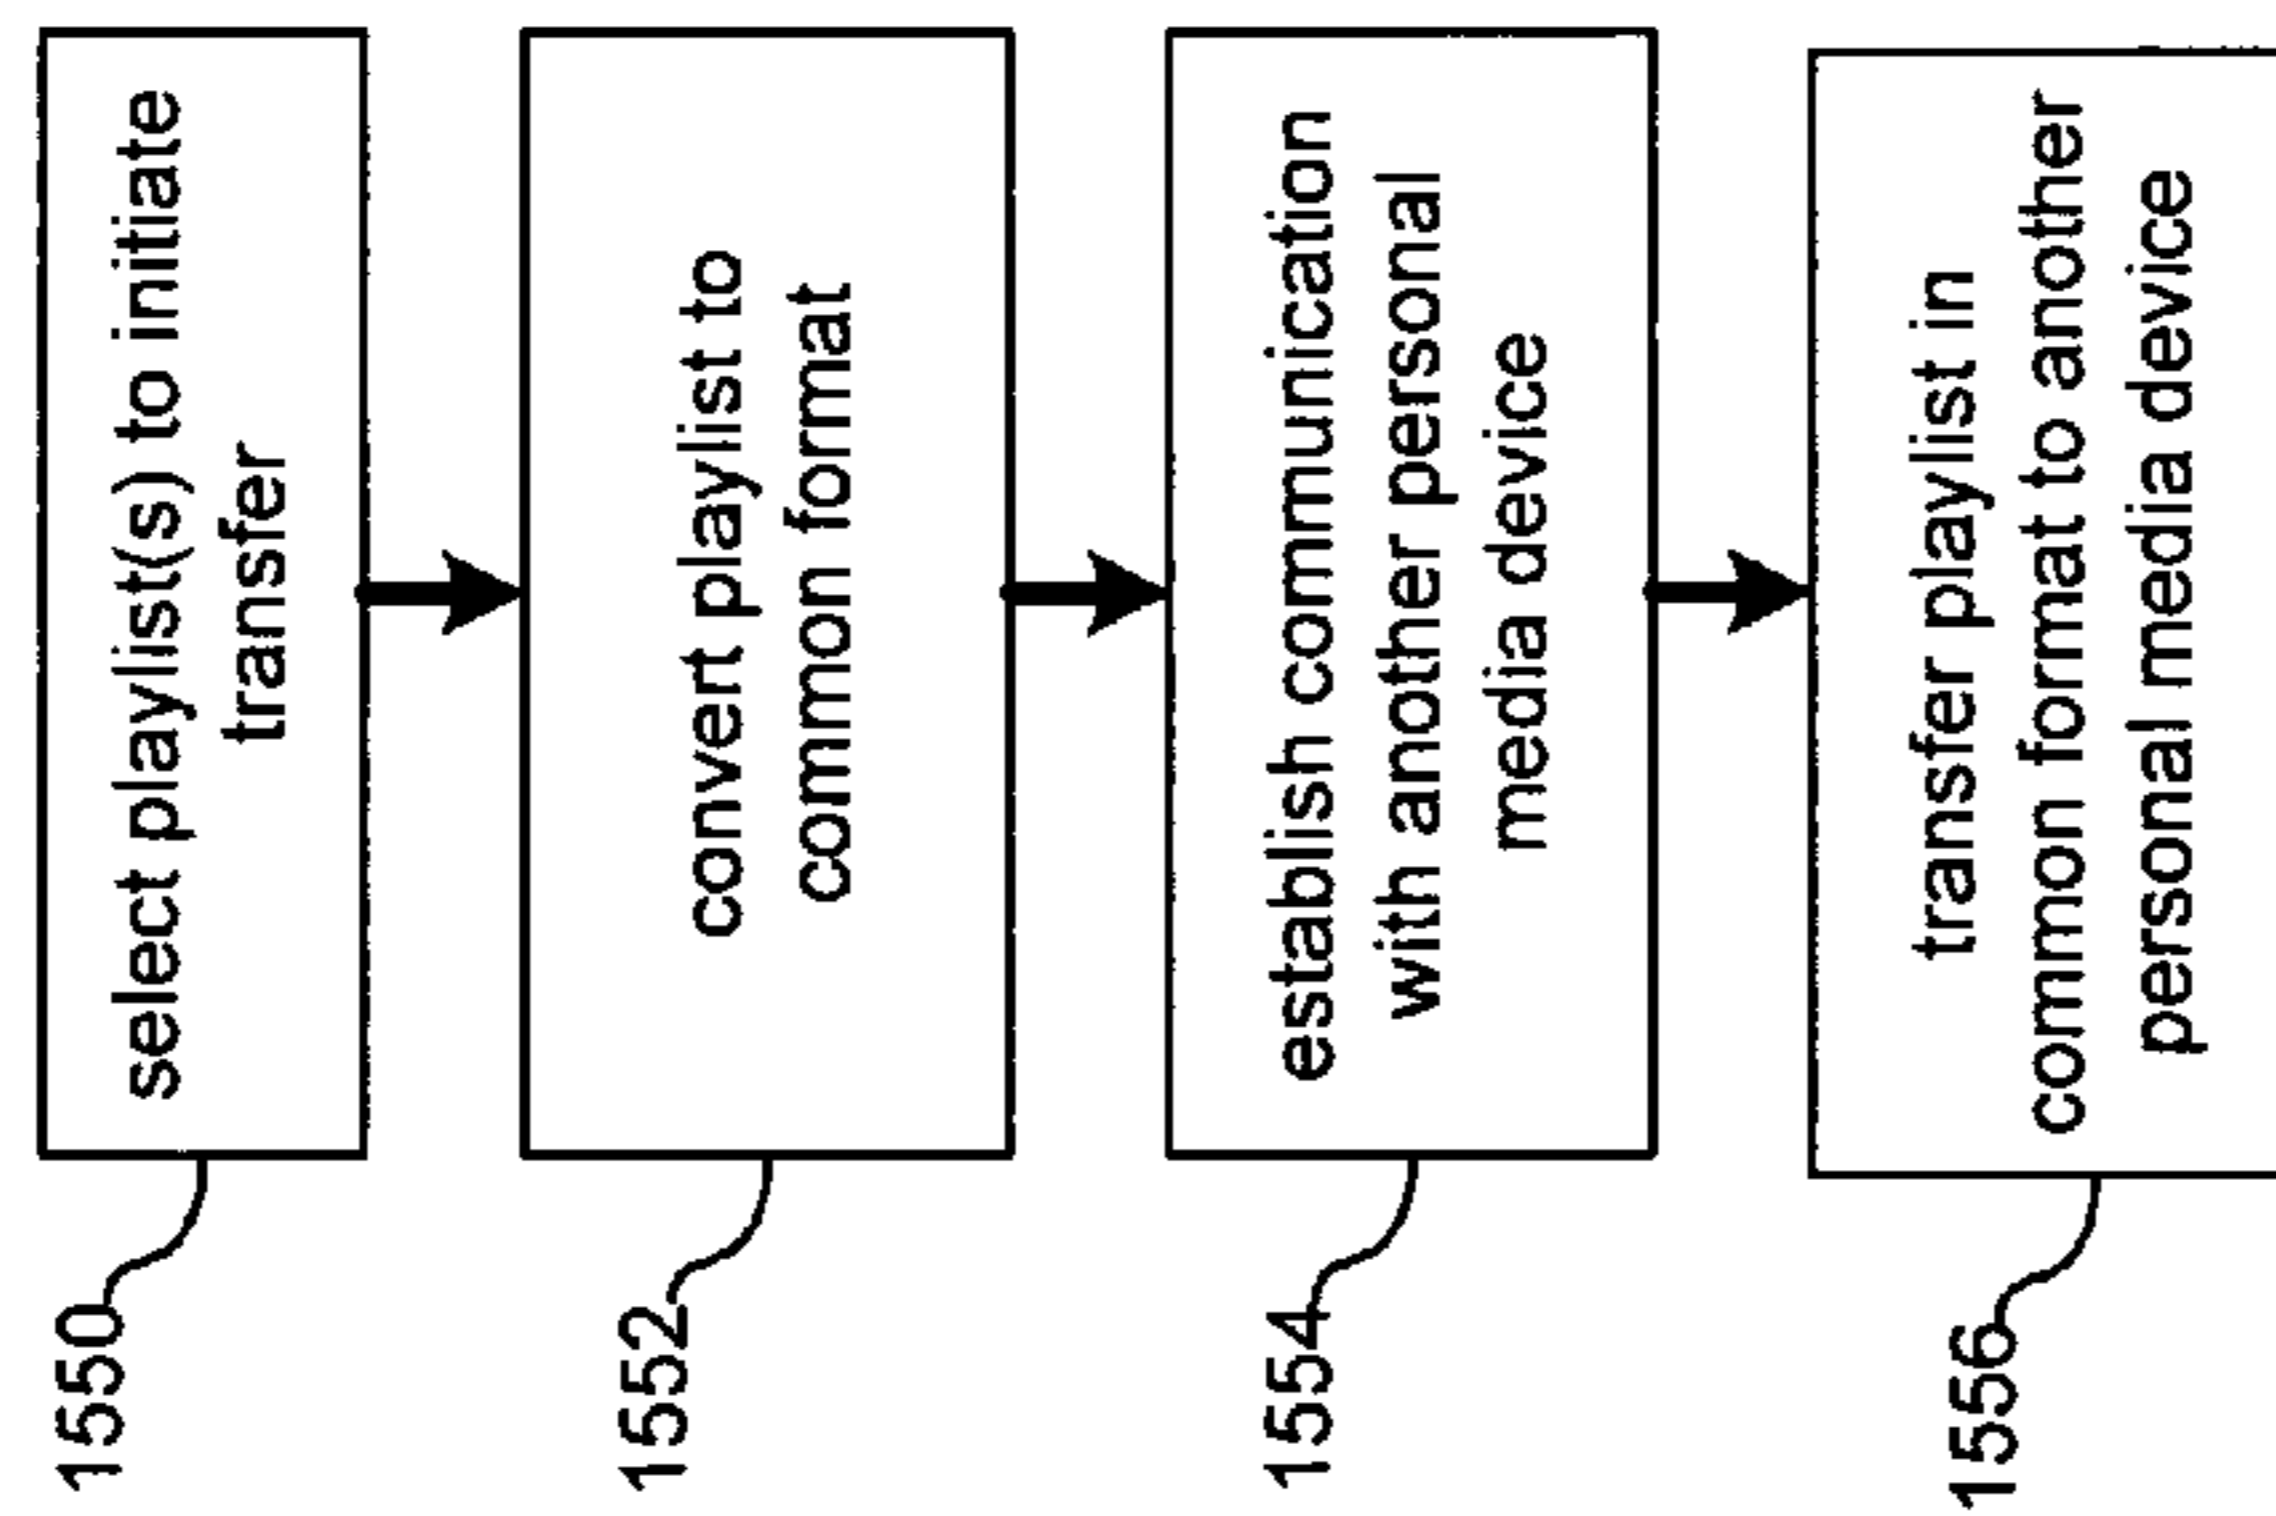 1550
select playlist(s) to initiate
transfer
1552
convert playlist to
common format
1554
establish communication
with another personal
media device
1556
transfer playlist in
common format to another
personal media device